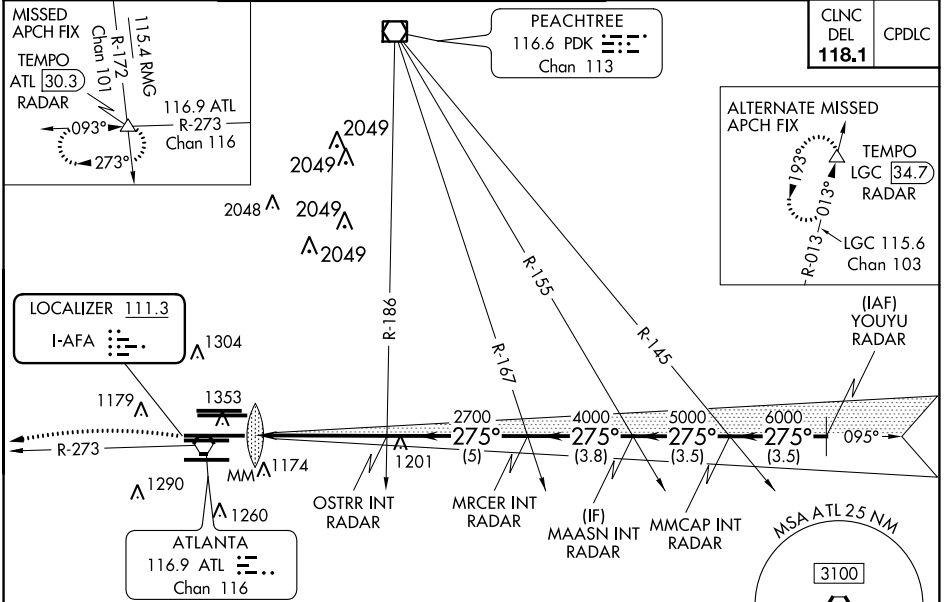 MISSED
APCH FIX
TEMPO
ATL 30.3
RADAR
115.4 RMG
R-172
Chan 101
116.9 ATL
R-273
Chan 116
093°
273°
PEACHTREE
116.6 PDK
Chan 113
CLNC
DEL
118.1
CPDLC
ALTERNATE MISSED
APCH FIX
TEMPO
LGC 34.7
RADAR
193°
013°
R-013
LGC 115.6
Chan 103
2049
2049
2048
2049
2049
R-186
R-167
R-155
R-145
LOCALIZER 111.3
I-AFA
1304
1179
1353
R-273
MM
1174
1201
1290
1260
(IAF)
YOUYU
RADAR
2700
275°
(5)
4000
275°
(3.8)
5000
275°
(3.5)
6000
275°
(3.5)
095°
OSTRR INT
RADAR
MRCER INT
RADAR
(IF)
MAASN INT
RADAR
MMCAP INT
RADAR
ATLANTA
116.9 ATL
Chan 116
MSA ATL 25 NM
3100